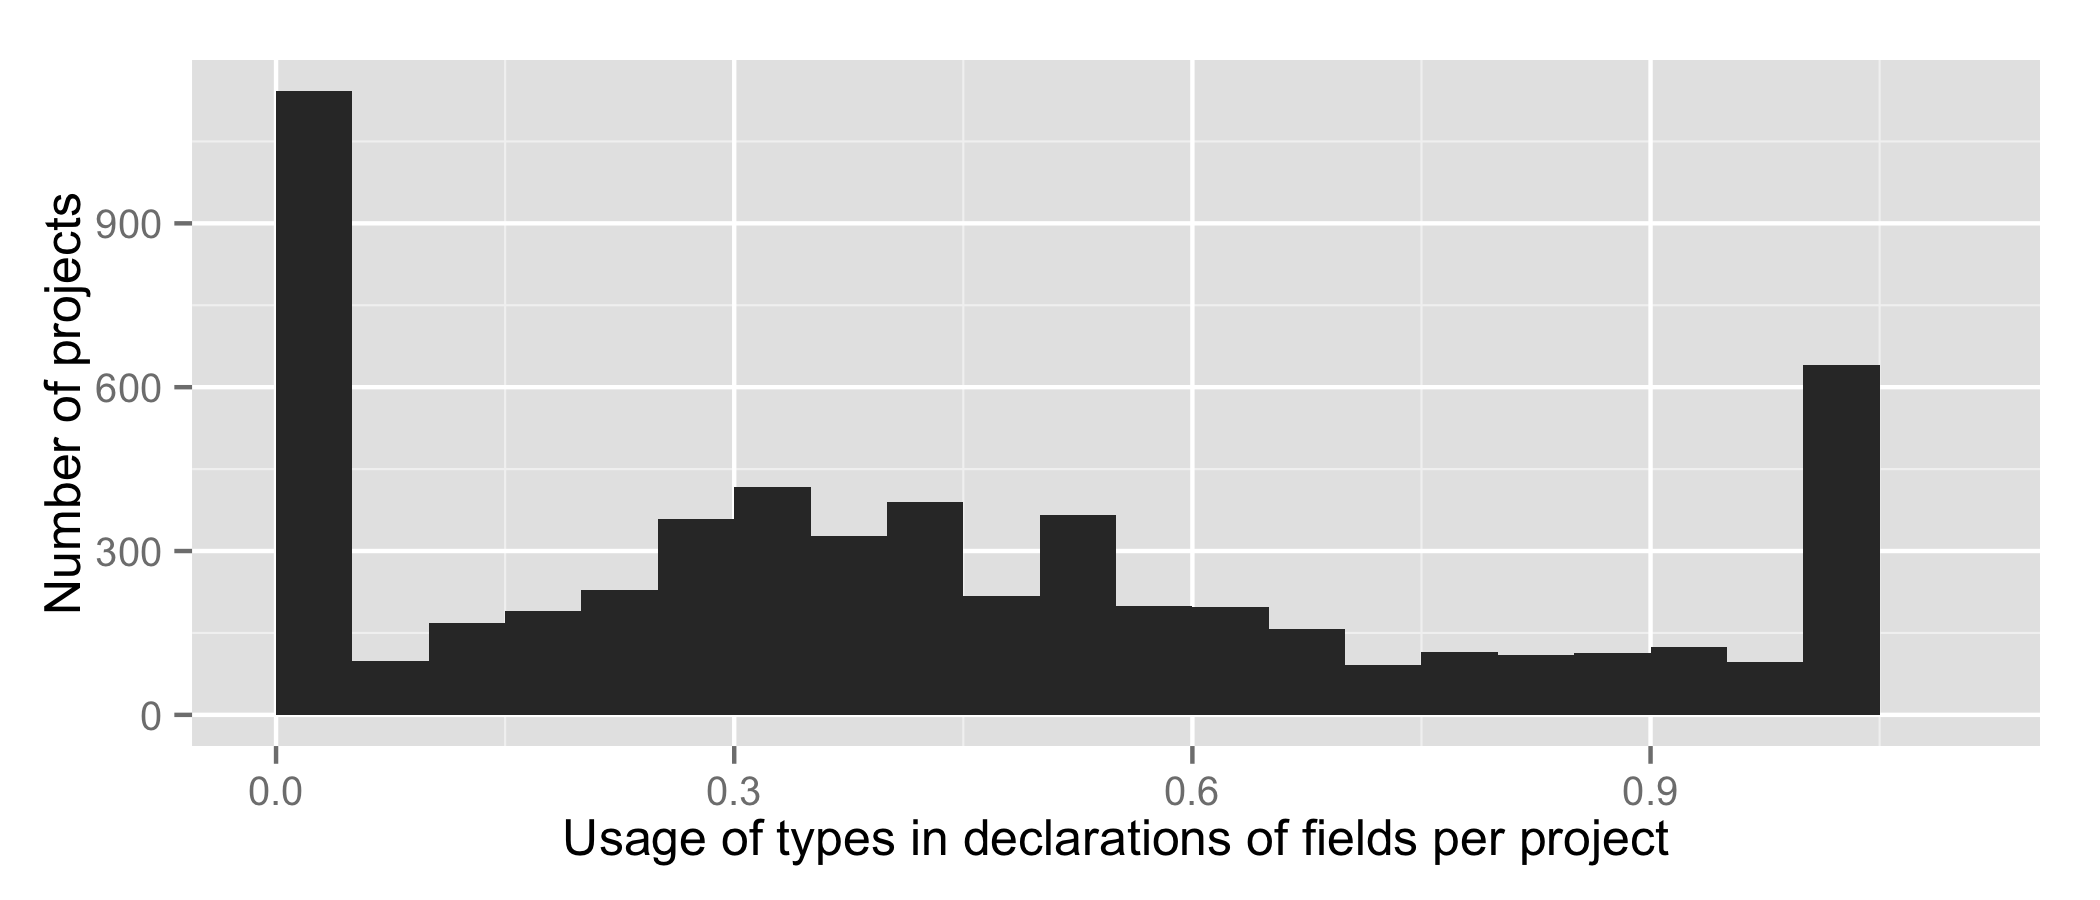 Number of projects
900
600
300
0
0.0 0.3 0.6 0.9
Usage of types in declarations of fields per project